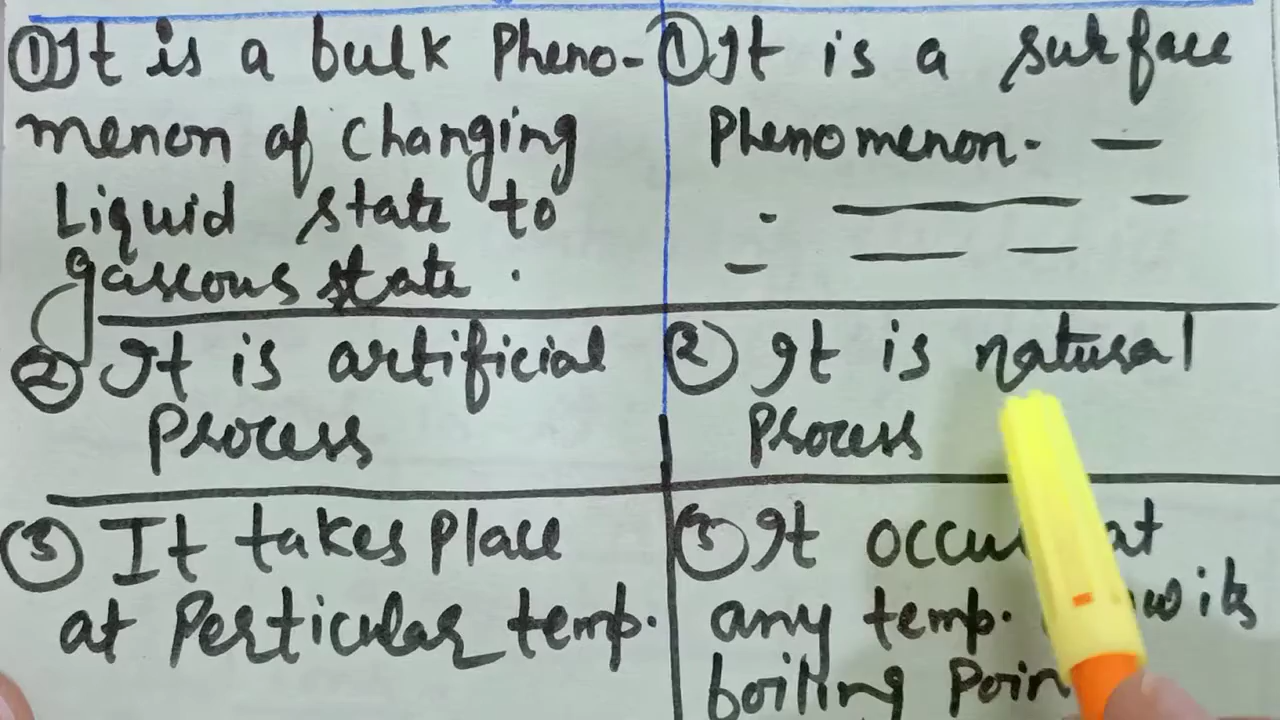 ① It is a bulk Pheno-
menon of Changing
Liquid state to
gaseous state.
② It is artificial
Process
③ It takes Place
at Perticular temp.
① It is a surface
Phenomenon.
② It is natural
Process
③ It at
any temp. its
boiling